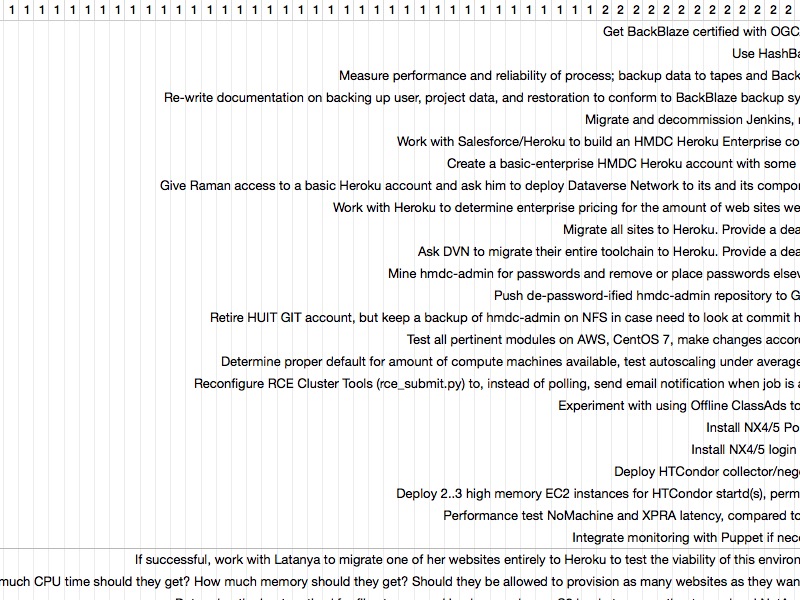 1 1 1 1 1 1 1 1 1 1 1 1 1 1 1 1 1 1 1 1 1 1 1 1 1 1 1 1 1 1 1 1 1 1 1 1 1 1 1 2 2 2 2 2 2 2 2 2 2 2 2 2
Get BackBlaze certified with OGC
Use HashBa
Measure performance and reliability of process; backup data to tapes and Back
Re-write documentation on backing up user, project data, and restoration to conform to BackBlaze backup sy
Migrate and decommission Jenkins,
Work with Salesforce/Heroku to build an HMDC Heroku Enterprise co
Create a basic-enterprise HMDC Heroku account with some
Give Raman access to a basic Heroku account and ask him to deploy Dataverse Network to its and its compo
Work with Heroku to determine enterprise pricing for the amount of web sites we
Migrate all sites to Heroku. Provide a dea
Ask DVN to migrate their entire toolchain to Heroku. Provide a dea
Mine hmdc-admin for passwords and remove or place passwords elsew
Push de-password-ified hmdc-admin repository to G
Retire HUIT GIT account, but keep a backup of hmdc-admin on NFS in case need to look at commit h
Test all pertinent modules on AWS, CentOS 7, make changes accor
Determine proper default for amount of compute machines available, test autoscaling under average
Reconfigure RCE Cluster Tools (rce_submit.py) to, instead of polling, send email notification when job is a
Experiment with using Offline ClassAds to
Install NX4/5 Po
Install NX4/5 login
Deploy HTCondor collector/nego
Deploy 2..3 high memory EC2 instances for HTCondor startd(s), perm
Performance test NoMachine and XPRA latency, compared to
Integrate monitoring with Puppet if nece
If successful, work with Latanya to migrate one of her websites entirely to Heroku to test the viability of this environ
much CPU time should they get? How much memory should they get? Should they be allowed to provision as many websites as they wan